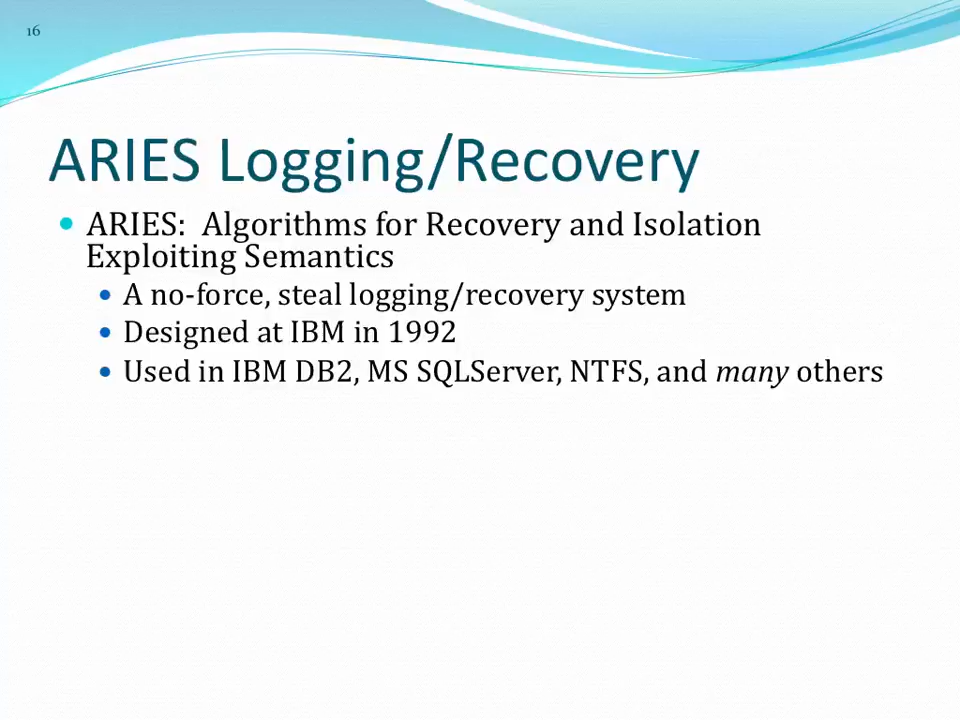 16
ARIES Logging/Recovery
ARIES: Algorithms for Recovery and Isolation
Exploiting Semantics
A no-force, steal logging/recovery system
Designed at IBM in 1992
Used in IBM DB2, MS SQLServer, NTFS, and many others